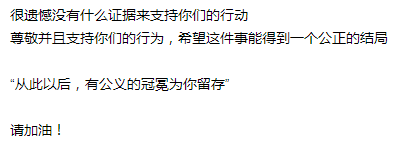 很遗憾没有什么证据来支持你们的行动
尊敬并且支持你们的行为，希望这件事能得到一个公正的结局
“从此以后，有公义的冠冕为你留存”
请加油！